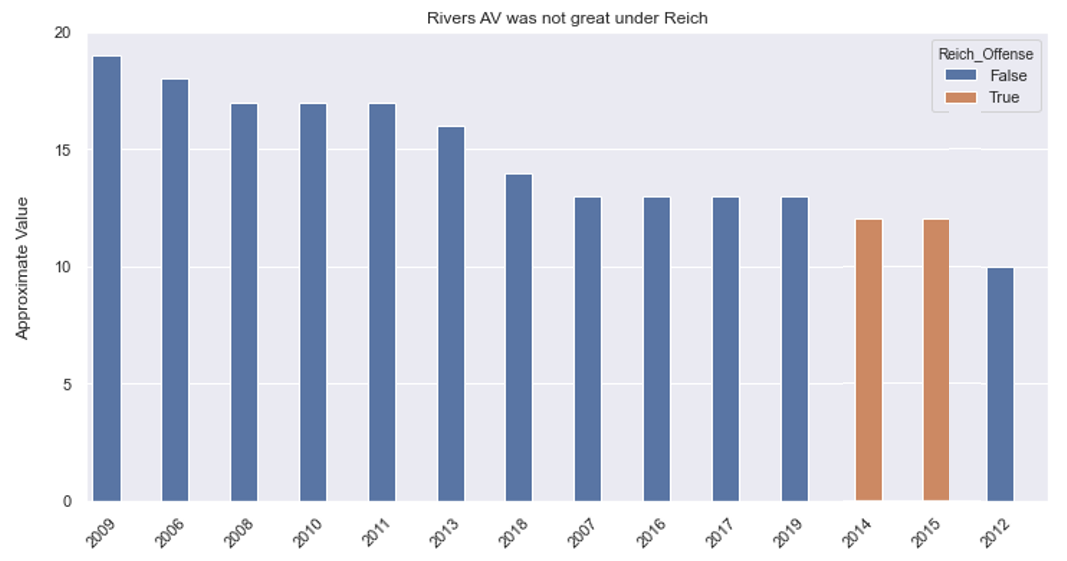 Rivers AV was not great under Reich
Approximate Value
20
15
10
5
0
Reich_Offense
False
True
2009 2006 2008 2010 2011 2013 2018 2007 2016 2017 2019 2014 2015 2012